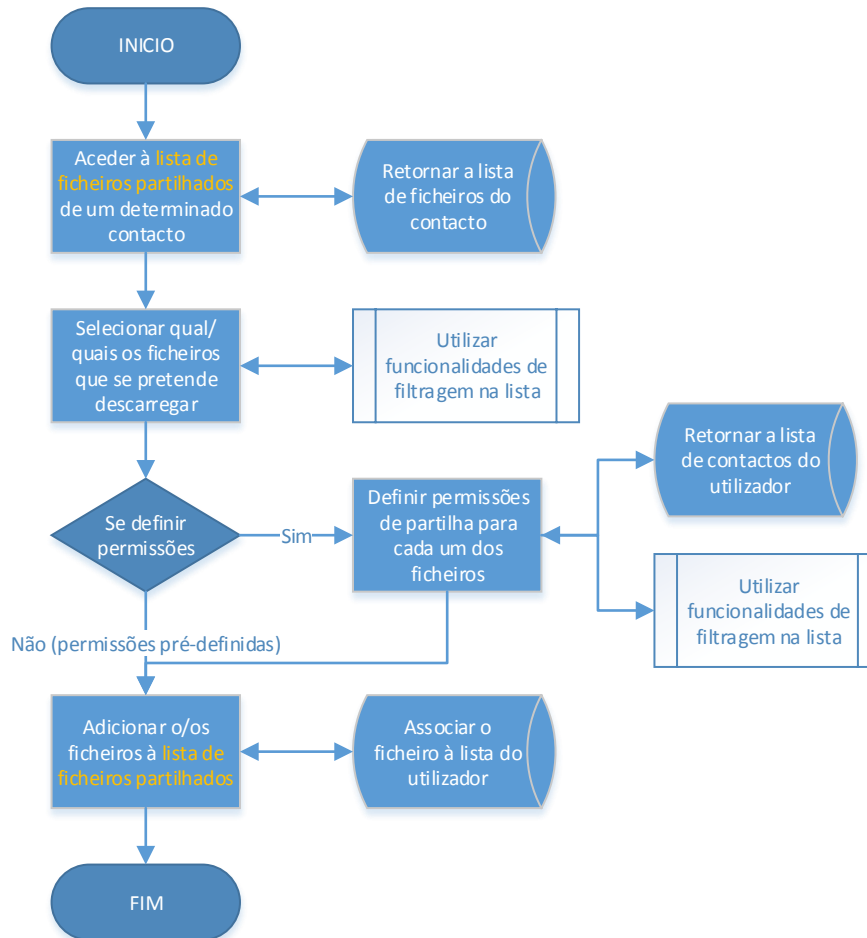 INICIO
Aceder à lista de
ficheiros partilhados
de um determinado
contacto
Retornar a lista
de ficheiros do
contacto
Selecionar qual/
quais os ficheiros
que se pretende
descarregar
Utilizar
funcionalidades de
filtragem na lista
Retornar a lista
de contactos do
utilizador
Se definir
permissões
Sim
Definir permissões
de partilha para
cada um dos
ficheiros
Utilizar
funcionalidades de
filtragem na lista
Não (permissões pré-definidas)
Adicionar o/os
ficheiros à lista de
ficheiros partilhados
Associar o
ficheiro à lista do
utilizador
FIM